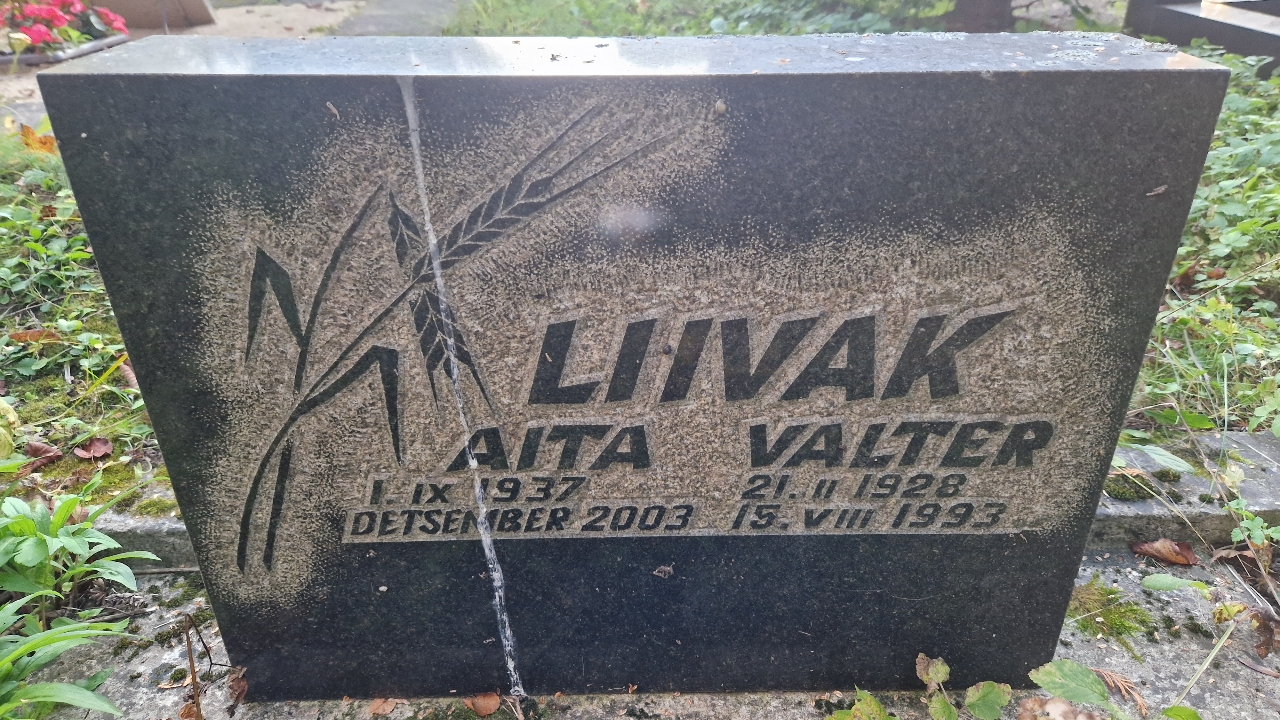 LIIVAK
AITA VALTER
1. IX 1937 21. II 1928
DETSEMBER 2003 15. VIII 1993